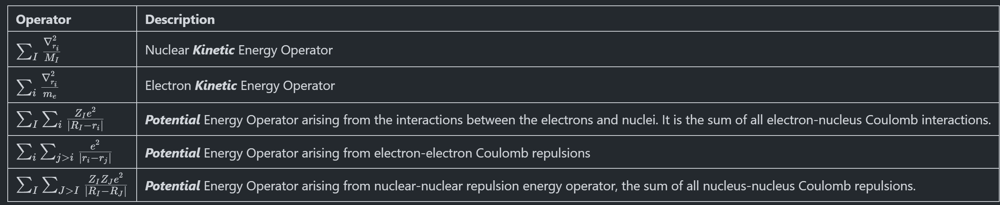 Operator Description
$\sum_I \frac{\nabla^2_{r_i}}{M_I}$ Nuclear Kinetic Energy Operator
$\sum_i \frac{\nabla^2_{r_i}}{m_e}$ Electron Kinetic Energy Operator
$\sum_I \sum_i \frac{Z_I e^2}{|R_I - r_i|}$ Potential Energy Operator arising from the interactions between the electrons and nuclei. It is the sum of all electron-nucleus Coulomb interactions.
$\sum_i \sum_{j>i} \frac{e^2}{|r_i - r_j|}$ Potential Energy Operator arising from electron-electron Coulomb repulsions
$\sum_I \sum_{J>I} \frac{Z_I Z_J e^2}{|R_I - R_J|}$ Potential Energy Operator arising from nuclear-nuclear repulsion energy operator, the sum of all nucleus-nucleus Coulomb repulsions.